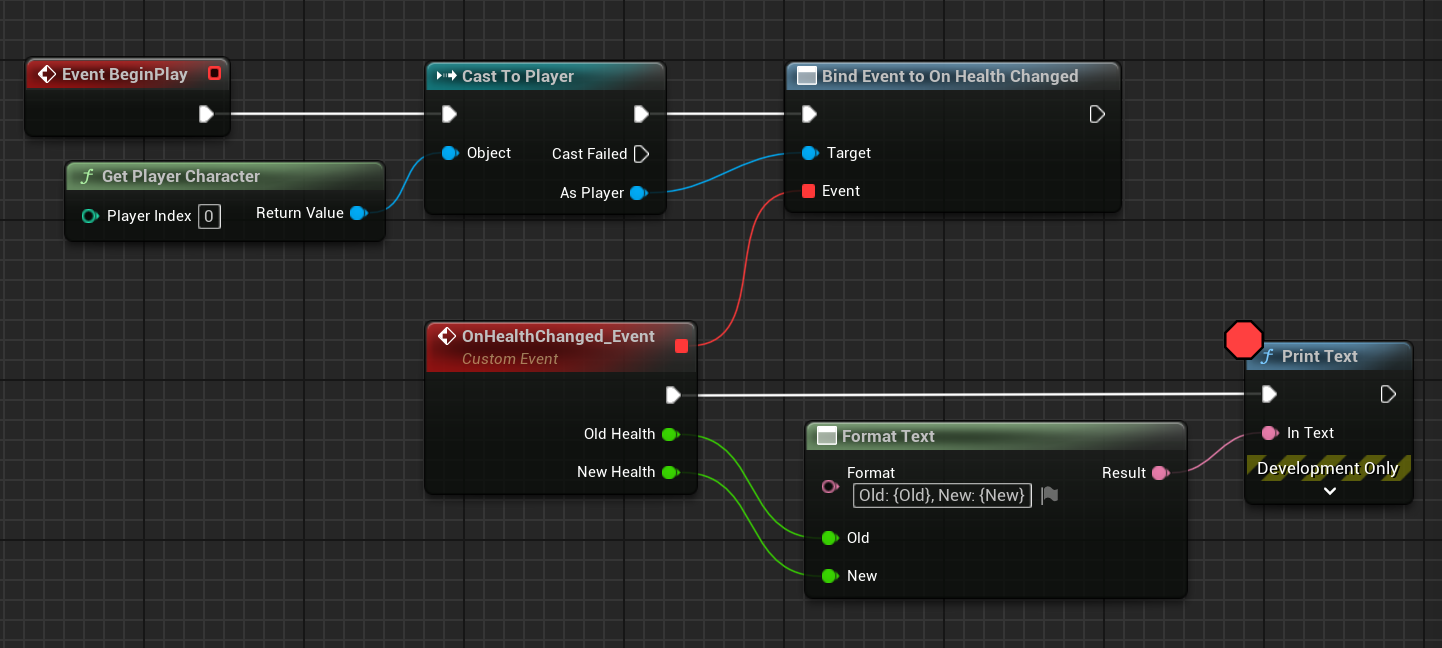 Event BeginPlay
Get Player Character
Player Index 0 Return Value
Cast To Player
Object Cast Failed
As Player
Bind Event to On Health Changed
Target
Event
OnHealthChanged_Event
Custom Event
Old Health
New Health
Format Text
Format Result
Old: {Old}, New: {New}
Old
New
Print Text
In Text
Development Only